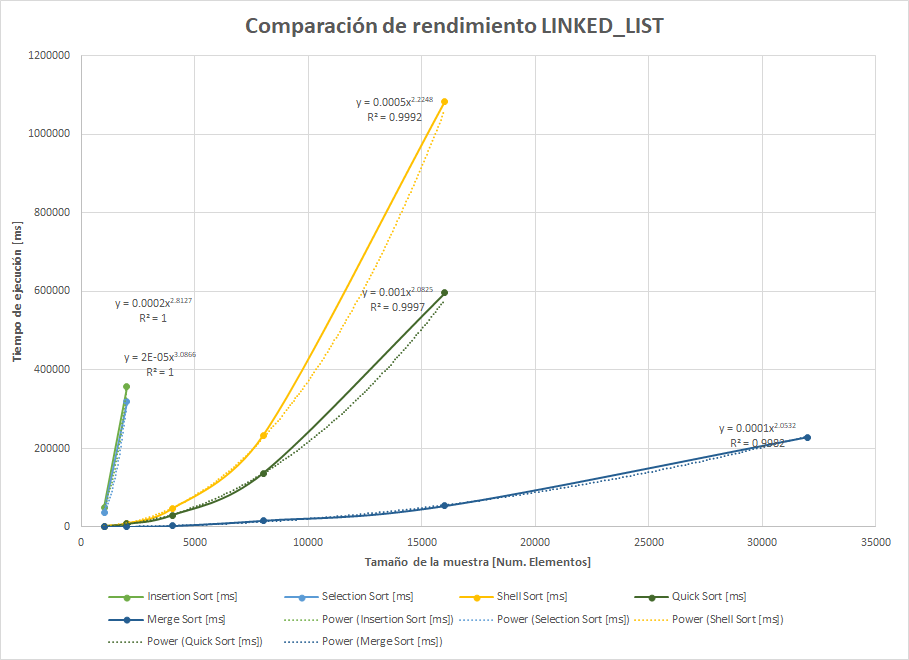 Comparación de rendimiento LINKED_LIST
1200000
1000000
800000
600000
400000
200000
0
Tiempo de ejecución [ms]
y = 0.0005x^2.2248
R² = 0.9992
y = 0.001x^2.0825
R² = 0.9997
y = 0.0002x^2.8127
R² = 1
y = 2E-05x^3.0866
R² = 1
y = 0.0001x^2.0532
R² = 0.9982
0 5000 10000 15000 20000 25000 30000 35000
Tamaño de la muestra [Num. Elementos]
Insertion Sort [ms] Selection Sort [ms] Shell Sort [ms] Quick Sort [ms]
Merge Sort [ms] Power (Insertion Sort [ms]) Power (Selection Sort [ms]) Power (Shell Sort [ms])
Power (Quick Sort [ms]) Power (Merge Sort [ms])